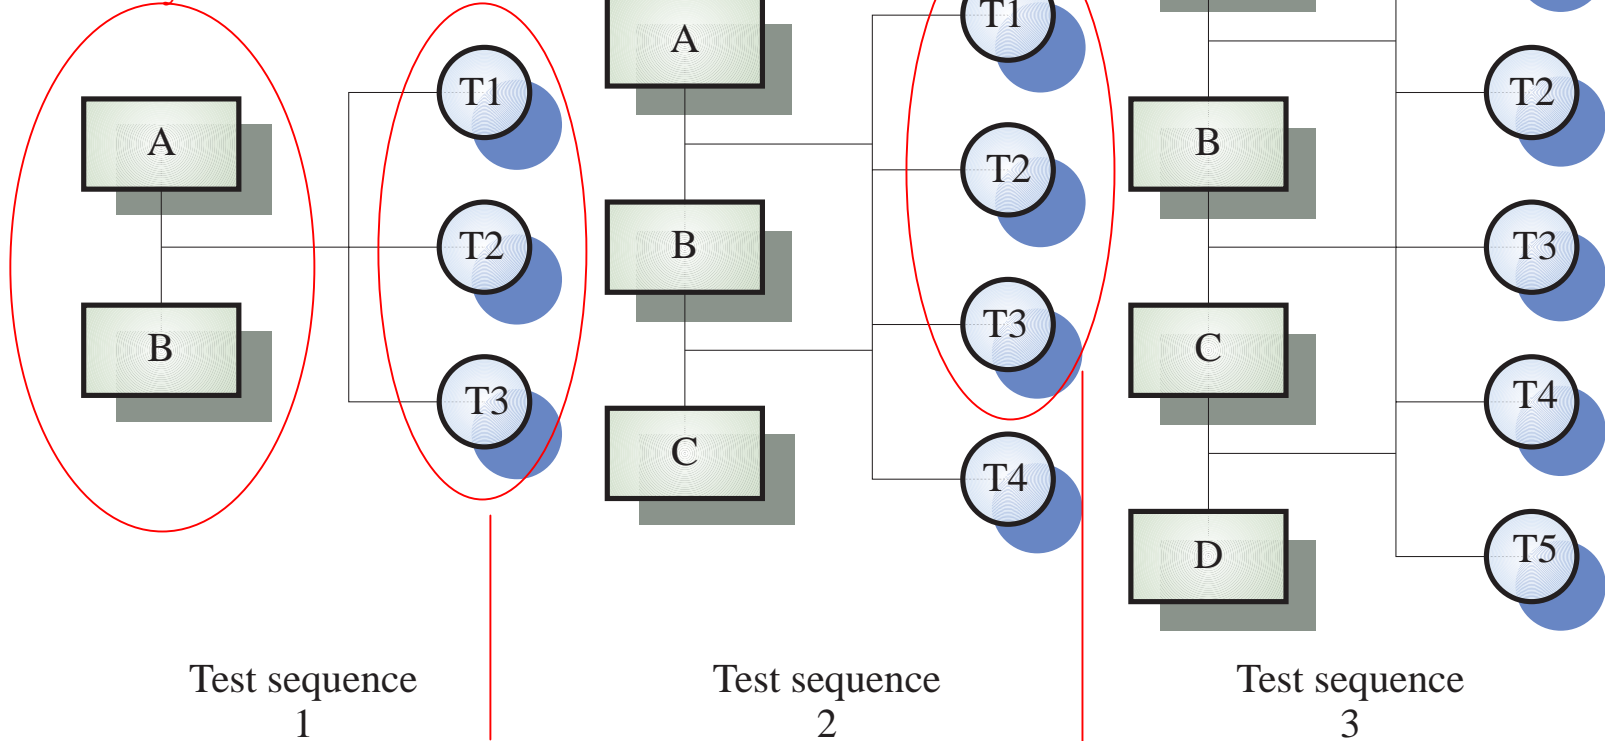 A
B
T1
T2
T3
Test sequence
1
A
B
C
T1
T2
T3
T4
Test sequence
2
B
C
D
T2
T3
T4
T5
Test sequence
3